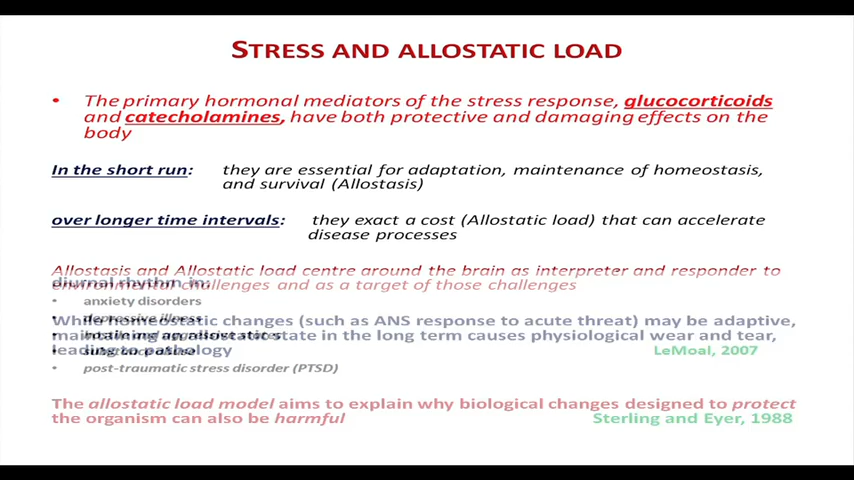 STRESS AND ALLOSTATIC LOAD
• The primary hormonal mediators of the stress response, glucocorticoids
and catecholamines, have both protective and damaging effects on the
body
In the short run: they are essential for adaptation, maintenance of homeostasis,
and survival (Allostasis)
over longer time intervals: they exact a cost (Allostatic load) that can accelerate
disease processes
Allostasis and Allostatic load centre around the brain as interpreter and responder to
environmental challenges and as a target of those challenges
diurnal rhythm in:
• anxiety disorders
• depressive illness
While homeostatic changes (such as ANS response to acute threat) may be adaptive,
• hostile and aggressive states
maintaining an allostatic state in the long term causes physiological wear and tear,
• substance abuse
leading to pathology LeMoal, 2007
• post-traumatic stress disorder (PTSD)
The allostatic load model aims to explain why biological changes designed to protect
the organism can also be harmful Sterling and Eyer, 1988